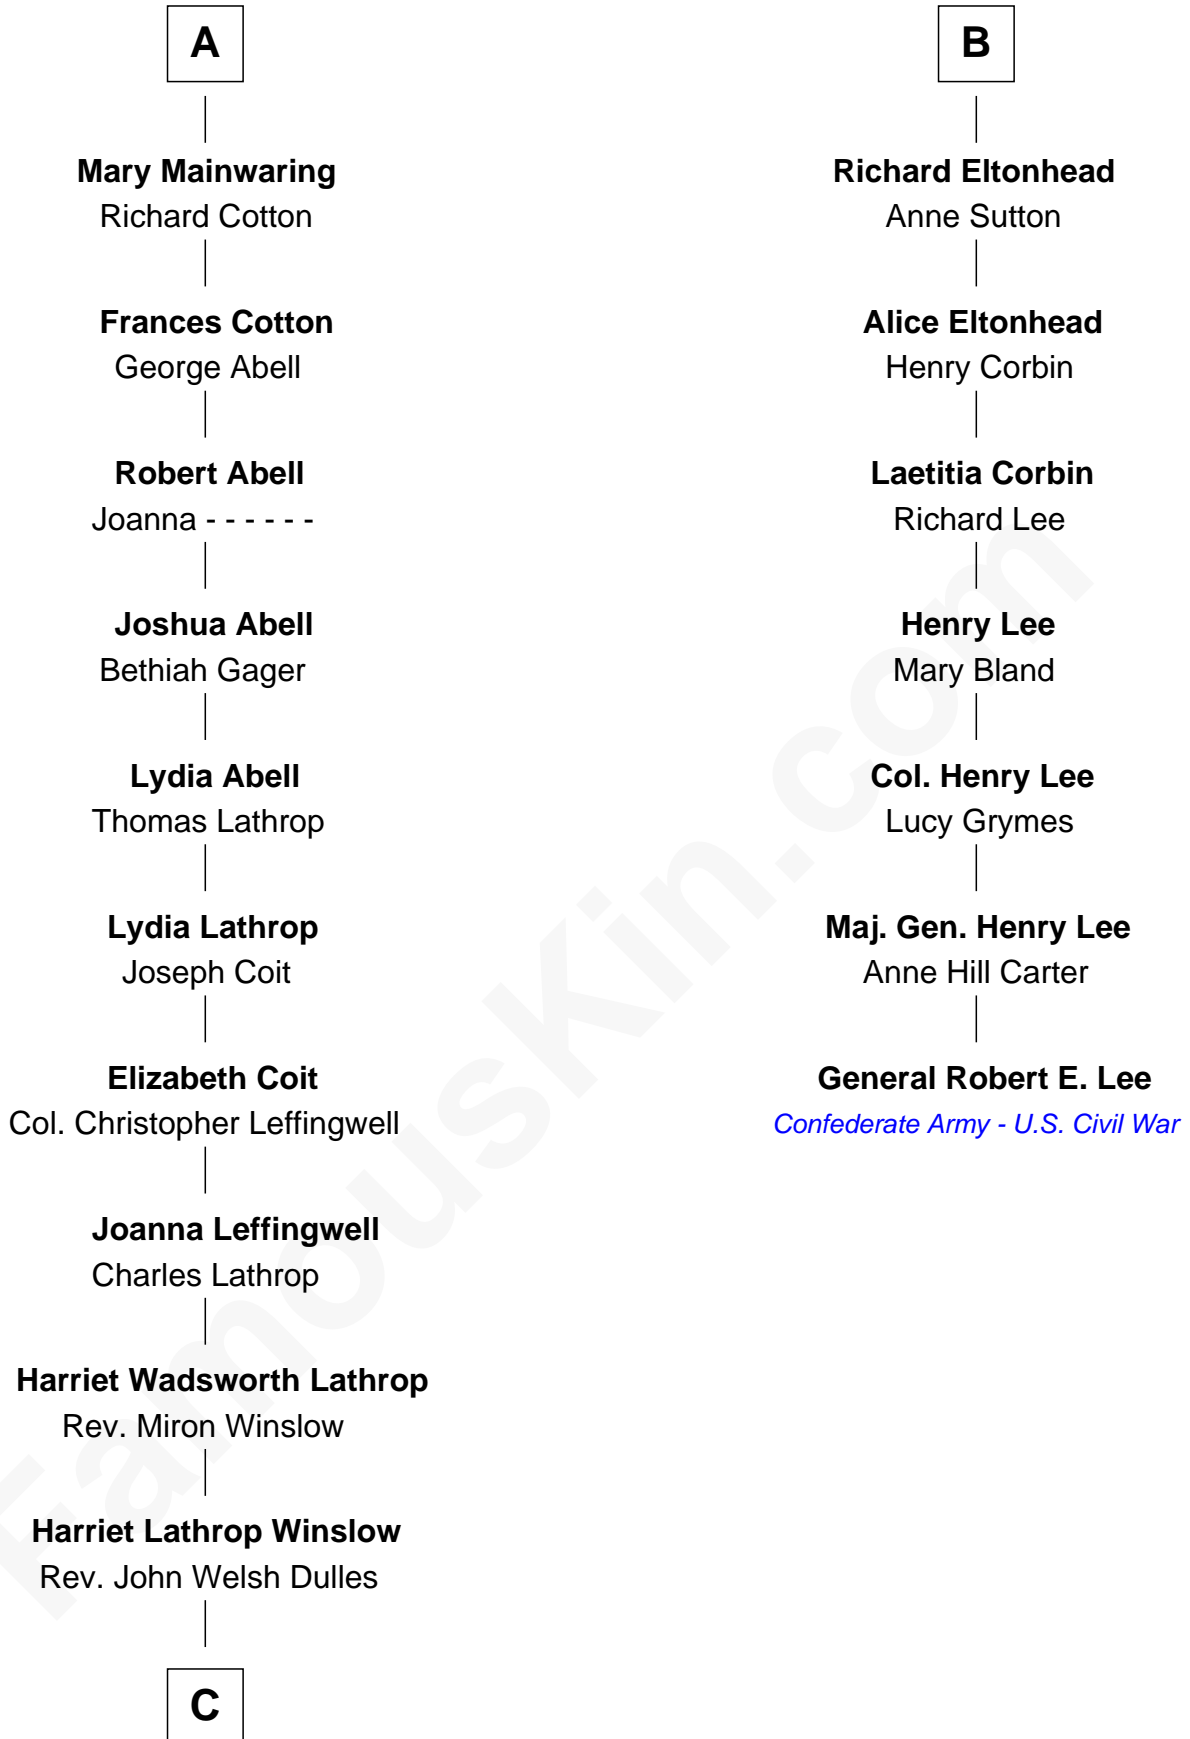 A
Mary Mainwaring
Richard Cotton
Frances Cotton
George Abell
Robert Abell
Joanna - - - - - -
Joshua Abell
Bethiah Gager
Lydia Abell
Thomas Lathrop
Lydia Lathrop
Joseph Coit
Elizabeth Coit
Col. Christopher Leffingwell
Joanna Leffingwell
Charles Lathrop
Harriet Wadsworth Lathrop
Rev. Miron Winslow
Harriet Lathrop Winslow
Rev. John Welsh Dulles
C
B
Richard Eltonhead
Anne Sutton
Alice Eltonhead
Henry Corbin
Laetitia Corbin
Richard Lee
Henry Lee
Mary Bland
Col. Henry Lee
Lucy Grymes
Maj. Gen. Henry Lee
Anne Hill Carter
General Robert E. Lee
Confederate Army - U.S. Civil War
FamousKin.com